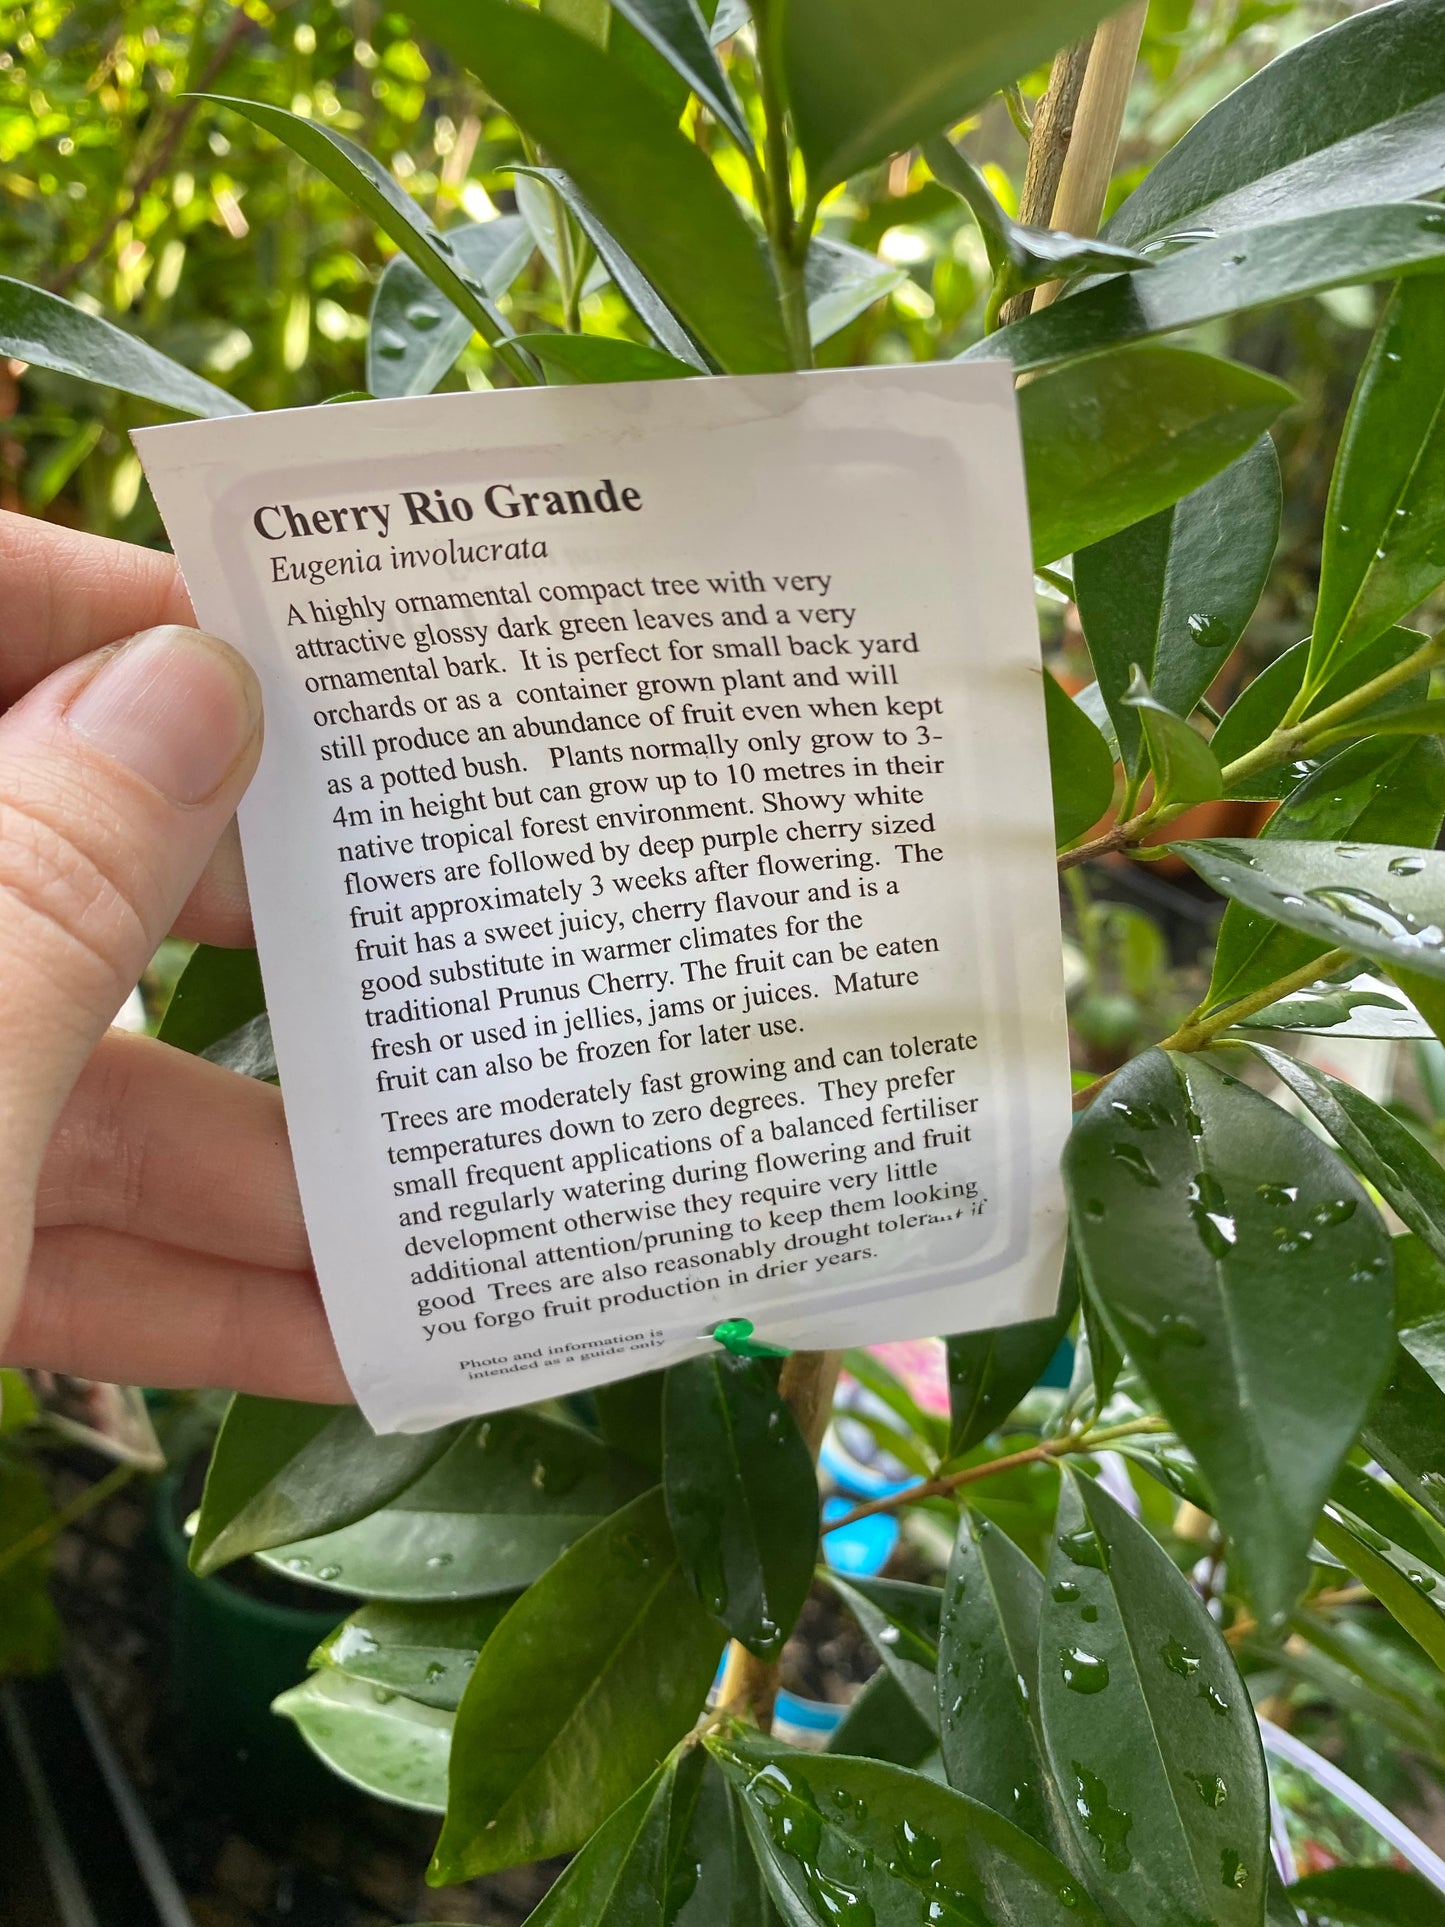 Cherry Rio Grande
Eugenia involucrata
A highly ornamental compact tree with very
attractive glossy dark green leaves and a very
ornamental bark. It is perfect for small back yard
orchards or as a container grown plant and will
still produce an abundance of fruit even when kept
as a potted bush. Plants normally only grow to 3-
4m in height but can grow up to 10 metres in their
native tropical forest environment. Showy white
flowers are followed by deep purple cherry sized
fruit approximately 3 weeks after flowering. The
fruit has a sweet juicy, cherry flavour and is a
good substitute in warmer climates for the
traditional Prunus Cherry. The fruit can be eaten
fresh or used in jellies, jams or juices. Mature
fruit can also be frozen for later use.
Trees are moderately fast growing and can tolerate
temperatures down to zero degrees. They prefer
small frequent applications of a balanced fertiliser
and regularly watering during flowering and fruit
development otherwise they require very little
additional attention/pruning to keep them looking
good Trees are also reasonably drought tolerant if
you forgo fruit production in drier years.
Photo and information is
intended as a guide only